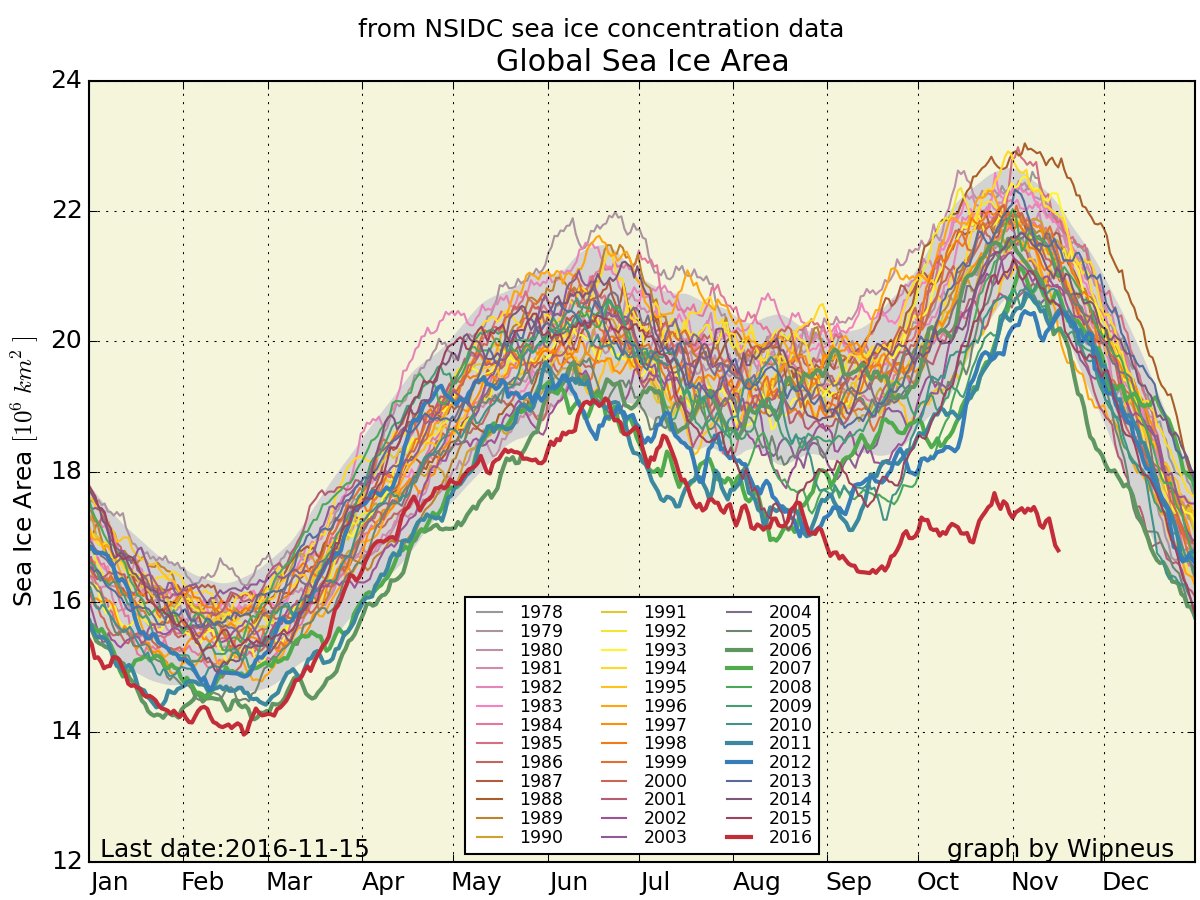 from NSIDC sea ice concentration data
Global Sea Ice Area
24
22
20
18
16
14
12
Sea Ice Area [10^6 km^2 ]
1978 1991 2004
1979 1992 2005
1980 1993 2006
1981 1994 2007
1982 1995 2008
1983 1996 2009
1984 1997 2010
1985 1998 2011
1986 1999 2012
1987 2000 2013
1988 2001 2014
1989 2002 2015
1990 2003 2016
Last date:2016-11-15
graph by Wipneus
Jan Feb Mar Apr May Jun Jul Aug Sep Oct Nov Dec